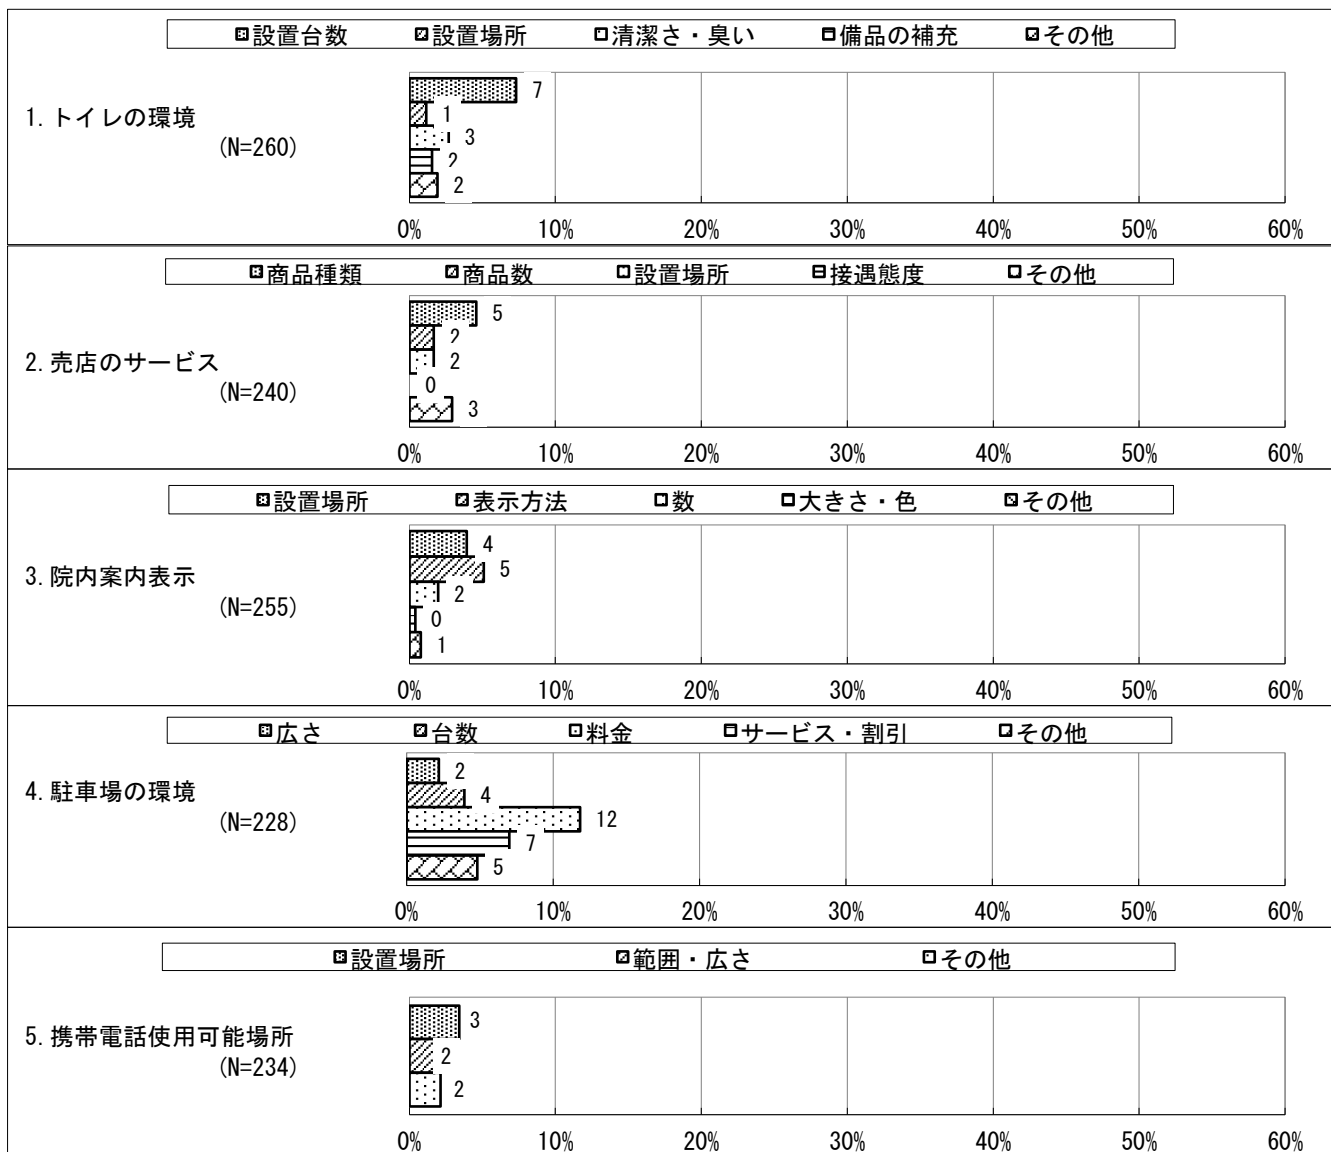 設置台数 設置場所 清潔さ・臭い 備品の補充 その他
7
1. トイレの環境
1
3
(N=260)
2
2
0% 10% 20% 30% 40% 50% 60%
商品種類 商品数 設置場所 接遇態度 その他
5
2
2. 売店のサービス
2
0
(N=240)
3
0% 10% 20% 30% 40% 50% 60%
設置場所 表示方法 数 大きさ・色 その他
4
3. 院内案内表示
5
2
(N=255)
0
1
0% 10% 20% 30% 40% 50% 60%
広さ 台数 料金 サービス・割引 その他
2
4. 駐車場の環境
4
(N=228)
12
7
5
0% 10% 20% 30% 40% 50% 60%
設置場所 範囲・広さ その他
3
5. 携帯電話使用可能場所
2
(N=234)
2
0% 10% 20% 30% 40% 50% 60%